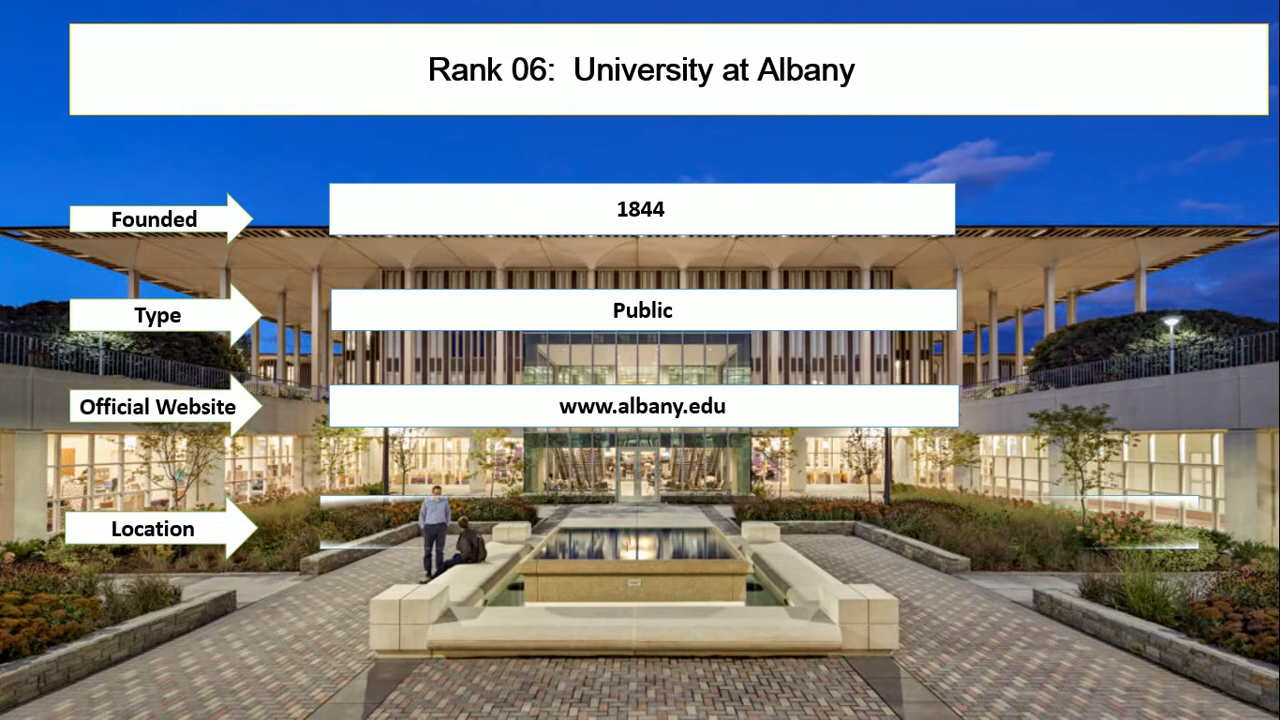 Rank 06:  University at Albany
Founded
1844
Type
Public
Official Website
www.albany.edu
Location